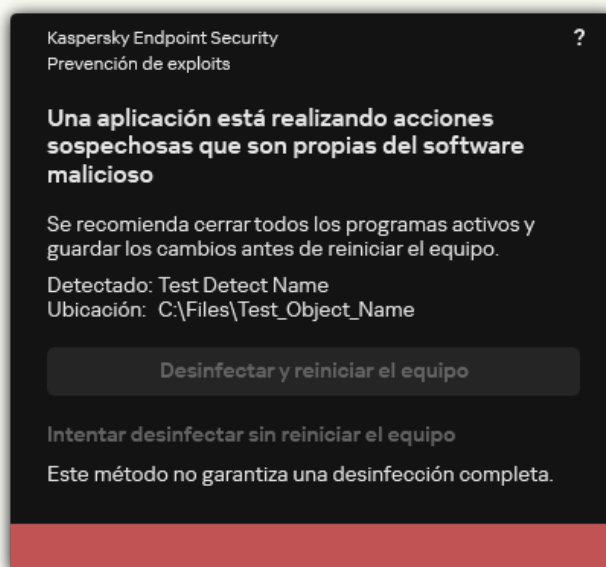 Kaspersky Endpoint Security
?
Prevención de exploits
Una aplicación está realizando acciones
sospechosas que son propias del software
malicioso
Se recomienda cerrar todos los programas activos y
guardar los cambios antes de reiniciar el equipo.
Detectado: Test Detect Name
Ubicación: C:\Files\Test_Object_Name
Desinfectar y reiniciar el equipo
Intentar desinfectar sin reiniciar el equipo
Este método no garantiza una desinfección completa.